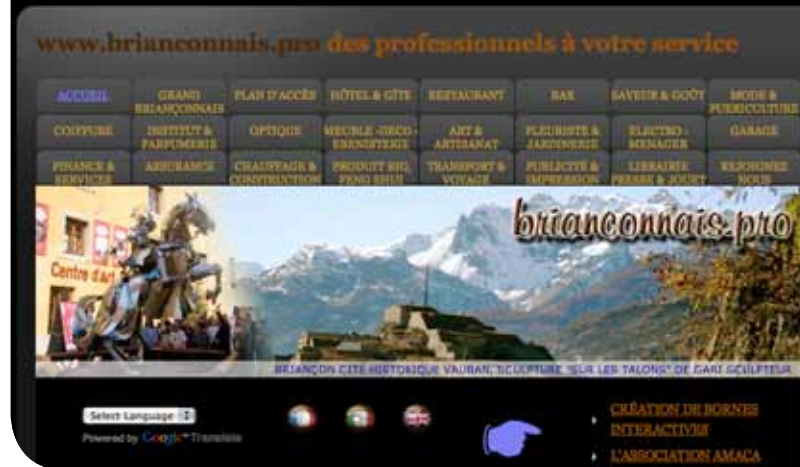 www.brianconnais.pro des professionnels à votre service
ACCUEIL
GRAND BRIANÇONNAIS
PLAN D'ACCÈS
HÔTEL & GÎTE
RESTAURANT
BAR
SAVEUR & GOÛT
MODE & PUERICULTURE
COIFFURE
INSTITUT & PARFUMERIE
OPTIQUE
MEUBLE -DECO - EBENISTERIE
ART & ARTISANAT
FLEURISTE & JARDINERIE
ELECTRO - MENAGER
GARAGE
FINANCE & SERVICES
ASSURANCE
CHAUFFAGE & CONSTRUCTION
PRODUIT BIO, FENG SHUI
TRANSPORT & VOYAGE
PUBLICITÉ & IMPRESSION
LIBRAIRIE PRESSE & JOUET
REJOIGNEZ NOUS
brianconnais.pro
Centre d'Art
BRIANÇON CITE HISTORIQUE VAUBAN, SCULPTURE "SUR LES TALONS" DE GARI SCULPTEUR
Select Language
Powered by Google Translate
CRÉATION DE BORNES
INTERACTIVES
L'ASSOCIATION AMACA